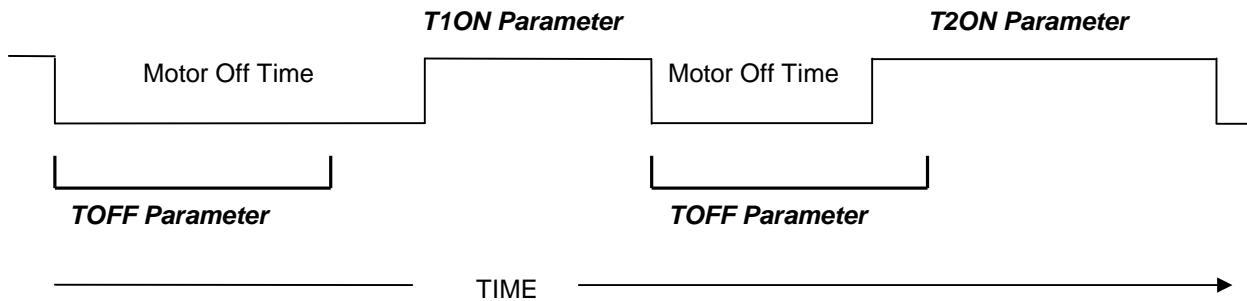 T1ON Parameter
T2ON Parameter
Motor Off Time
Motor Off Time
TOFF Parameter
TOFF Parameter
TIME